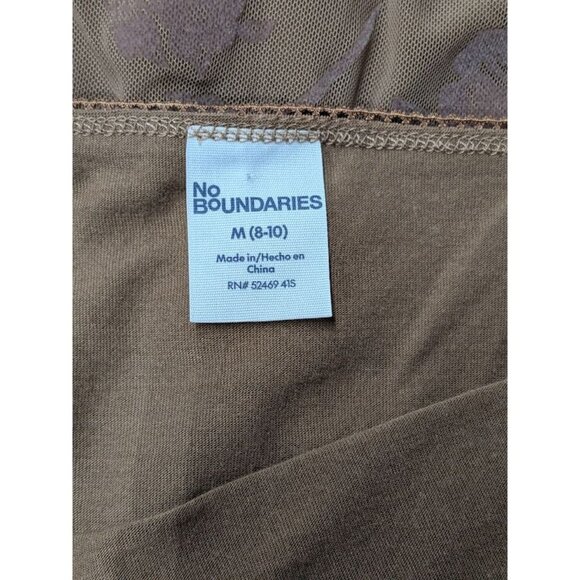 No
BOUNDARIES
M (8-10)
Made in/Hecho en
China
RN# 52469 41S